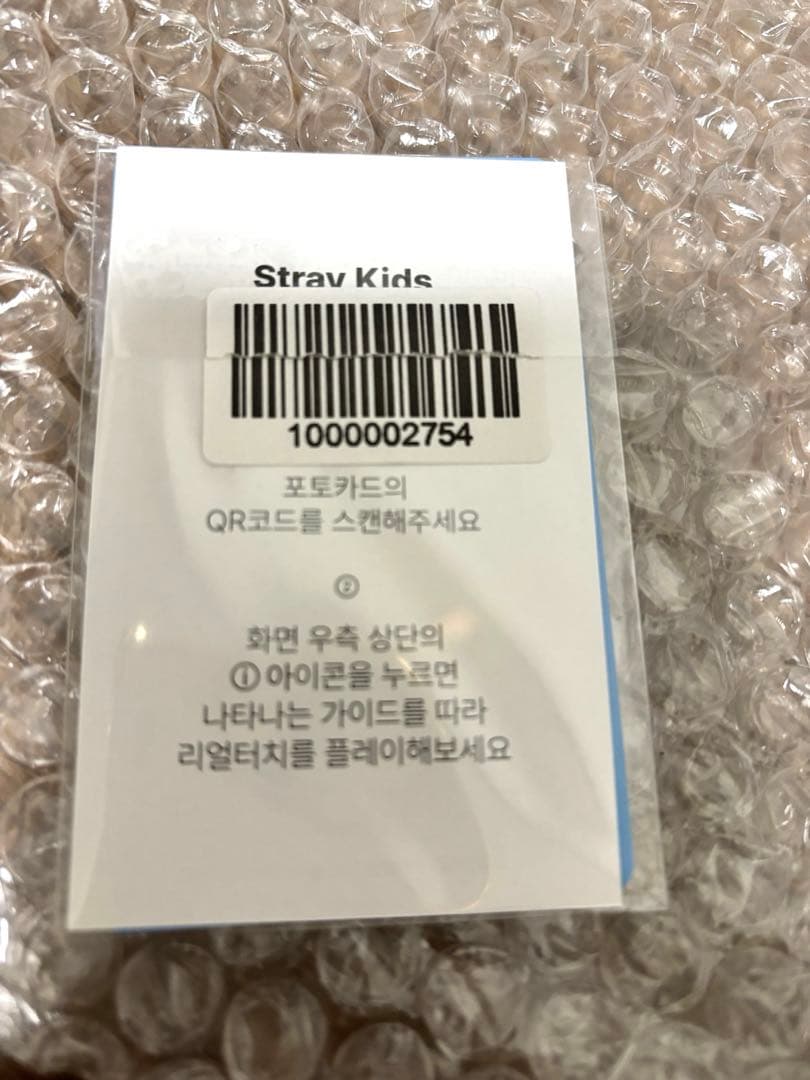 Stray Kids
1000002754
포토카드의
QR코드를 스캔해주세요
②
화면 우측 상단의
ⓘ 아이콘을 누르면
나타나는 가이드를 따라
리얼터치를 플레이해보세요